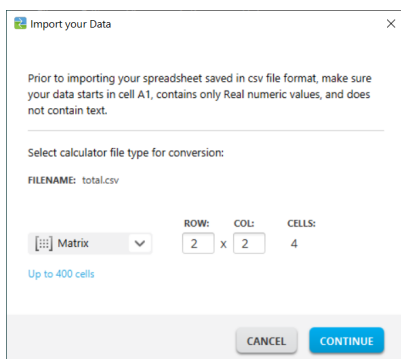 Import your Data
Prior to importing your spreadsheet saved in csv file format, make sure
your data starts in cell A1, contains only Real numeric values, and does
not contain text.
Select calculator file type for conversion:
FILENAME: total.csv
ROW: COL: CELLS:
Matrix 2 x 2 4
Up to 400 cells
CANCEL CONTINUE